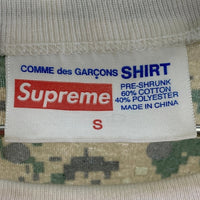 COMME des GARÇONS SHIRT
Supreme
PRE-SHRUNK
60% COTTON
40% POLYESTER
MADE IN CHINA
S